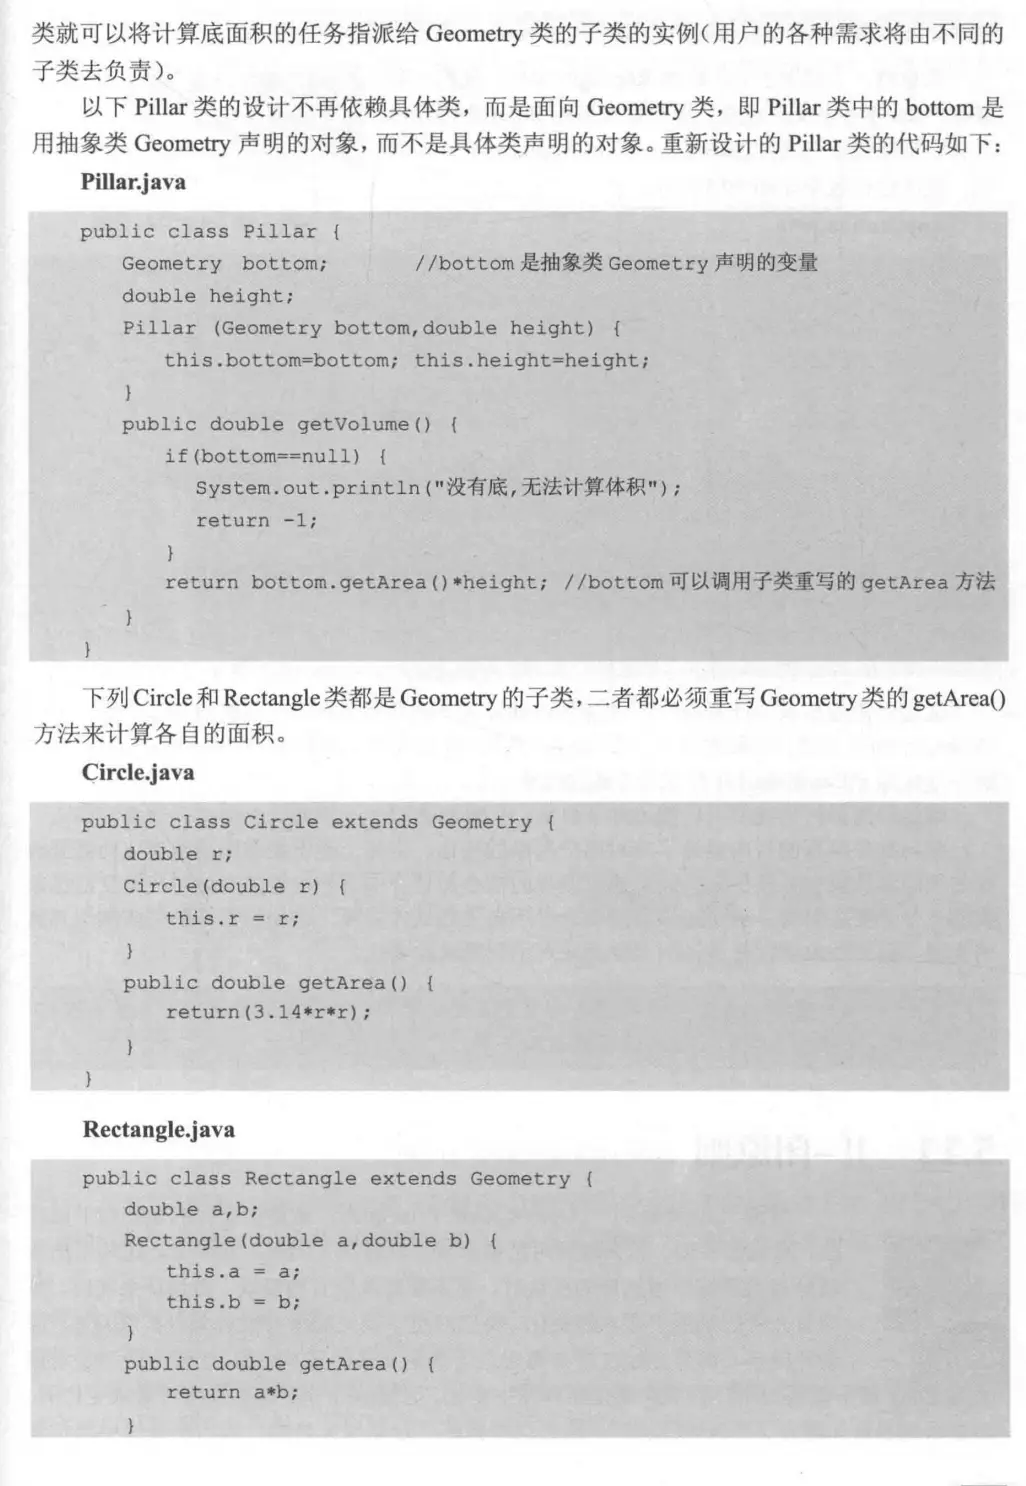 类就可以将计算底面积的任务指派给 Geometry 类的子类的实例(用户的各种需求将由不同的
子类去负责)。
以下 Pillar 类的设计不再依赖具体类，而是面向 Geometry 类，即 Pillar 类中的 bottom 是
用抽象类 Geometry 声明的对象，而不是具体类声明的对象。重新设计的 Pillar 类的代码如下：
Pillar.java
public class Pillar {
Geometry bottom; //bottom 是抽象类 Geometry 声明的变量
double height;
Pillar (Geometry bottom,double height) {
this.bottom=bottom; this.height=height;
}
public double getVolume() {
if(bottom==null) {
System.out.println("没有底,无法计算体积");
return -1;
}
return bottom.getArea()*height; //bottom 可以调用子类重写的 getArea 方法
}
}
下列 Circle 和 Rectangle 类都是 Geometry 的子类，二者都必须重写 Geometry 类的 getArea()
方法来计算各自的面积。
Circle.java
public class Circle extends Geometry {
double r;
Circle(double r) {
this.r = r;
}
public double getArea() {
return(3.14*r*r);
}
}
Rectangle.java
public class Rectangle extends Geometry {
double a,b;
Rectangle(double a,double b) {
this.a = a;
this.b = b;
}
public double getArea() {
return a*b;
}